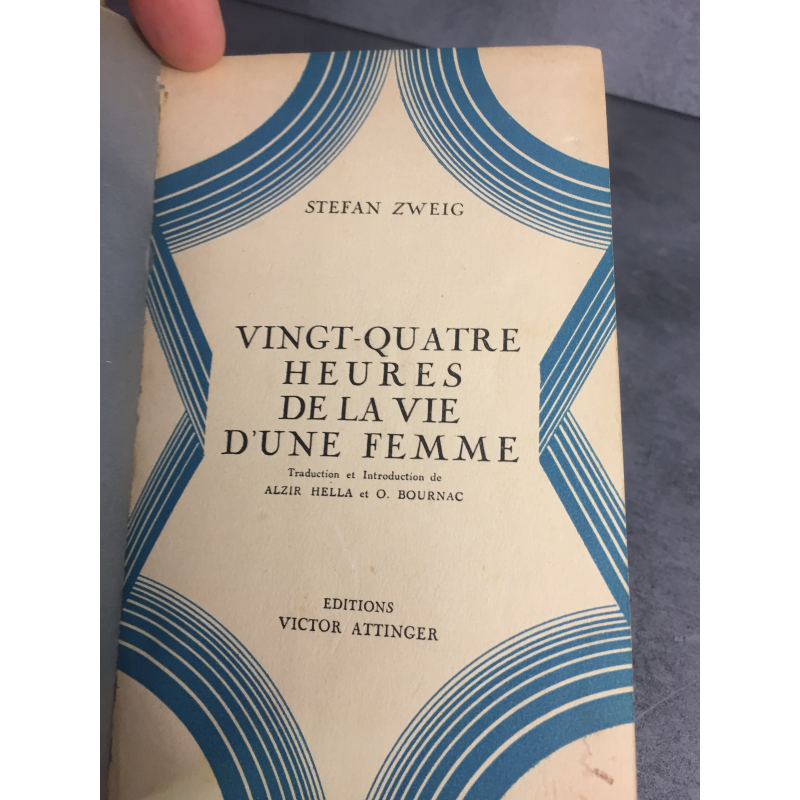 STEFAN ZWEIG
VINGT-QUATRE
HEURES
DE LA VIE
D'UNE FEMME
Traduction et Introduction de
ALZIR HELLA et O. BOURNAC
EDITIONS
VICTOR ATTINGER